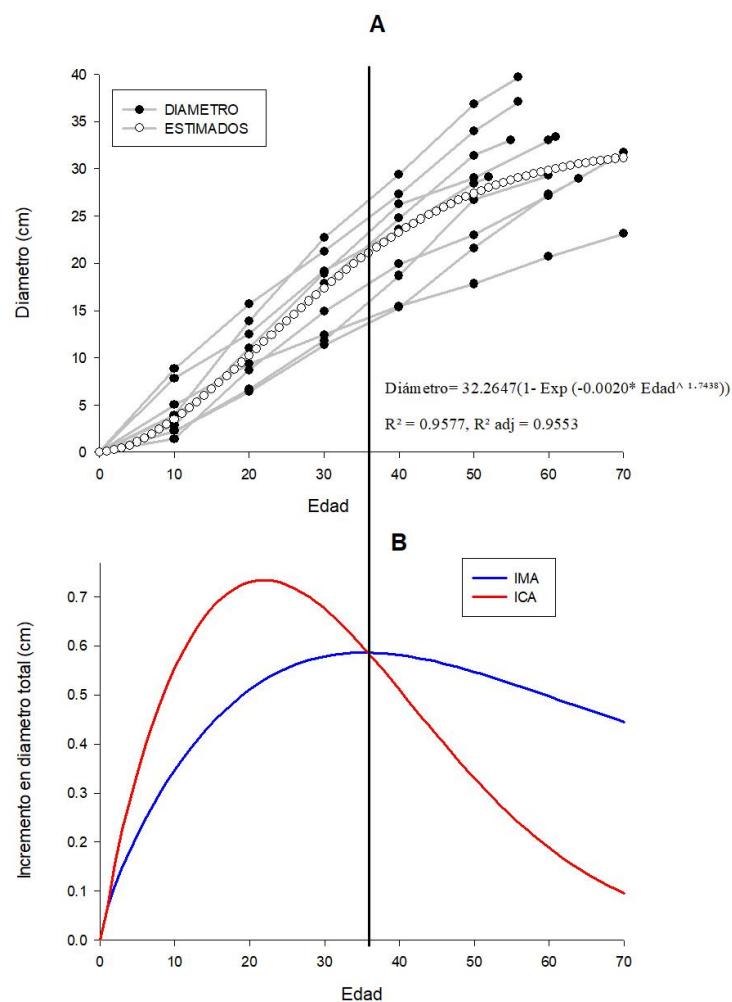 A
40
35
30
25
20
15
10
5
0
Diametro (cm)
DIAMETRO
ESTIMADOS
Diámetro= 32.2647(1- Exp (-0.0020* Edad^ 1.7438))
R² = 0.9577, R² adj = 0.9553
0 10 20 30 40 50 60 70
Edad
B
IMA
ICA
0.7
0.6
0.5
0.4
0.3
0.2
0.1
0.0
Incremento en diametro total (cm)
0 10 20 30 40 50 60 70
Edad